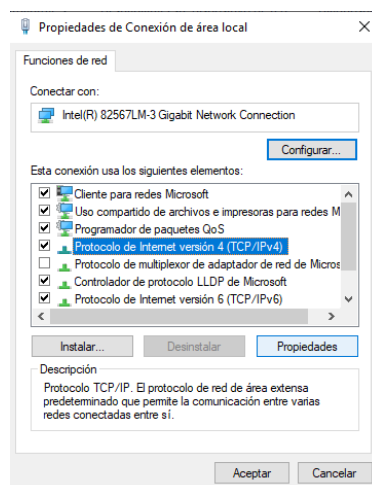 Propiedades de Conexión de área local
Funciones de red
Conectar con:
Intel(R) 82567LM-3 Gigabit Network Connection
Configurar...
Esta conexión usa los siguientes elementos:
Cliente para redes Microsoft
Uso compartido de archivos e impresoras para redes M
Programador de paquetes QoS
Protocolo de Internet versión 4 (TCP/IPv4)
Protocolo de multiplexor de adaptador de red de Micros
Controlador de protocolo LLDP de Microsoft
Protocolo de Internet versión 6 (TCP/IPv6)
Instalar...
Desinstalar
Propiedades
Descripción
Protocolo TCP/IP. El protocolo de red de área extensa
predeterminado que permite la comunicación entre varias
redes conectadas entre sí.
Aceptar
Cancelar